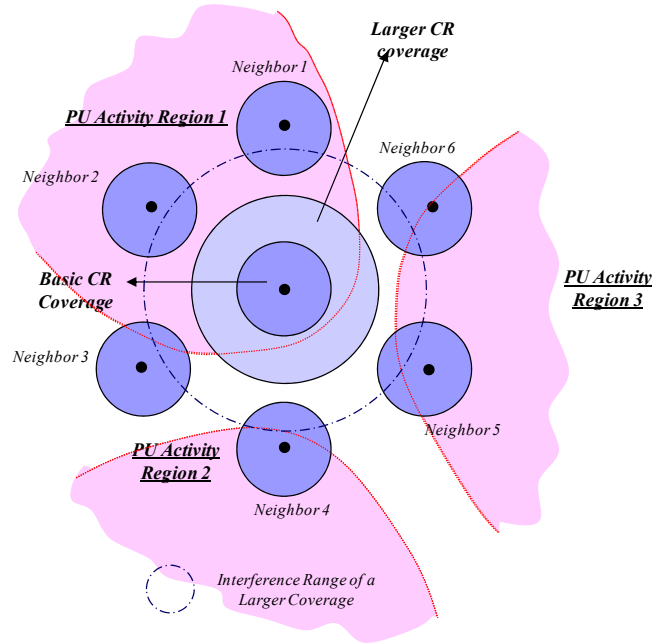 Larger CR
coverage
Neighbor 1
PU Activity Region 1
Neighbor 6
Neighbor 2
Basic CR
Coverage
PU Activity
Region 3
Neighbor 3
PU Activity
Region 2
Neighbor 5
Neighbor 4
Interference Range of a
Larger Coverage